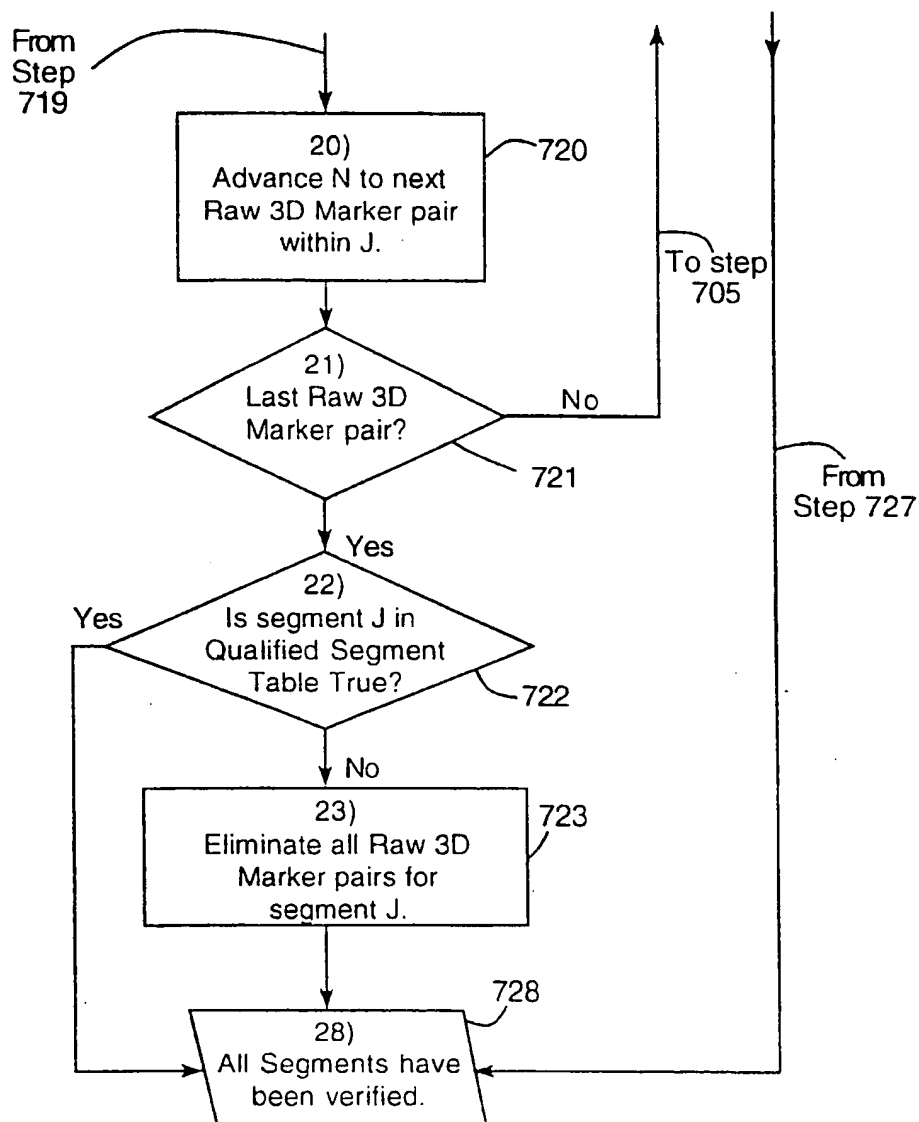 From
Step
719
20)
Advance N to next
Raw 3D Marker pair
within J.
720
To step
705
21)
Last Raw 3D
Marker pair?
No
721
From
Step 727
Yes
22)
Is segment J in
Qualified Segment
Table True?
Yes
722
No
23)
Eliminate all Raw 3D
Marker pairs for
segment J.
723
28)
All Segments have
been verified.
728